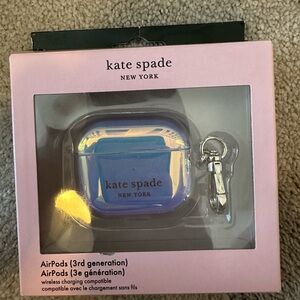 kate spade
NEW YORK
kate spade
NEW YORK
AirPods (3rd generation)
AirPods (3e génération)
wireless charging compatible
compatible avec le chargement sans fils